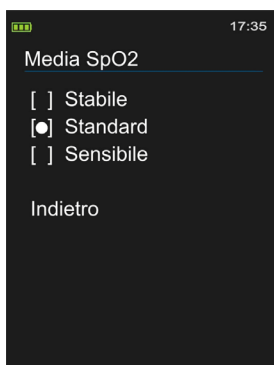 17:35
Media SpO2
[ ] Stabile
[●] Standard
[ ] Sensibile
Indietro